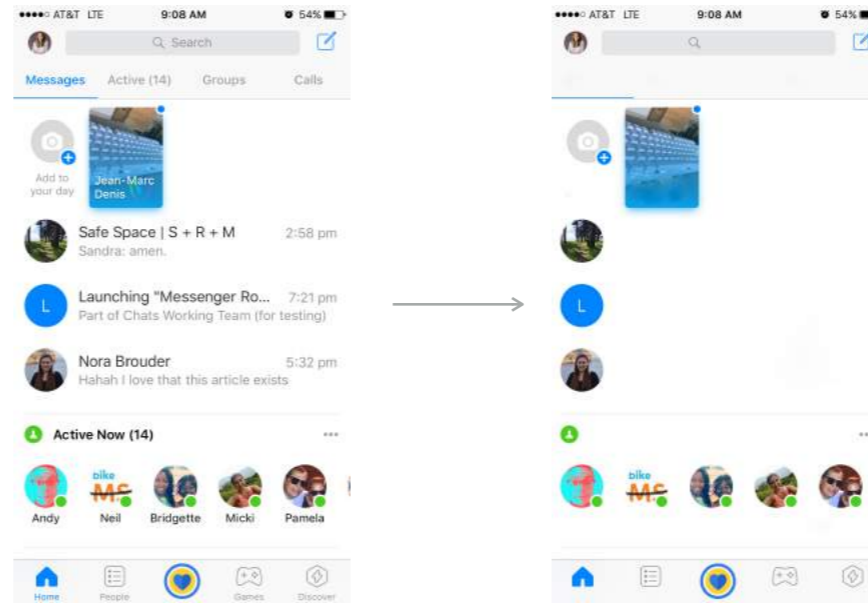 AT&T LTE 9:08 AM 54%
Search
Messages Active (14) Groups Calls
Add to
your day
Jean-Marc
Denis
Safe Space | S + R + M 2:58 pm
Sandra: amen.
L
Launching "Messenger Ro... 7:21 pm
Part of Chats Working Team (for testing)
Nora Brouder 5:32 pm
Hahah I love that this article exists
Active Now (14)
bike
MS
Andy Neil Bridgette Micki Pamela
Home People Games Discover
AT&T LTE 9:08 AM 54%
L
bike
MS